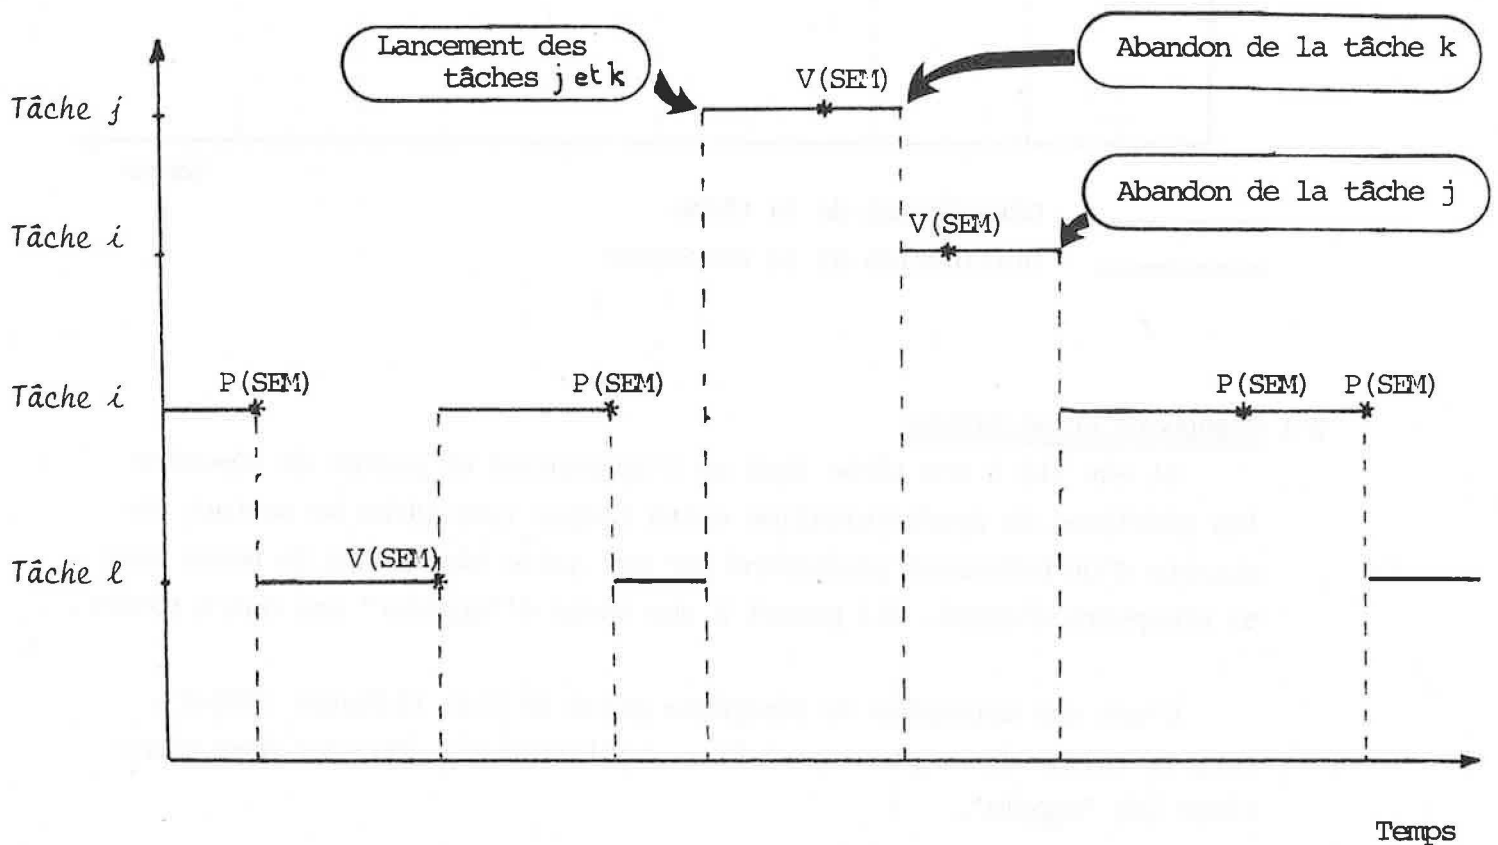 Lancement des
tâches j et k
Abandon de la tâche k
V(SEM)
Tâche j
Abandon de la tâche j
V(SEM)
Tâche i
P(SEM)
P(SEM)
P(SEM)
P(SEM)
Tâche i
V(SEM)
Tâche l
Temps